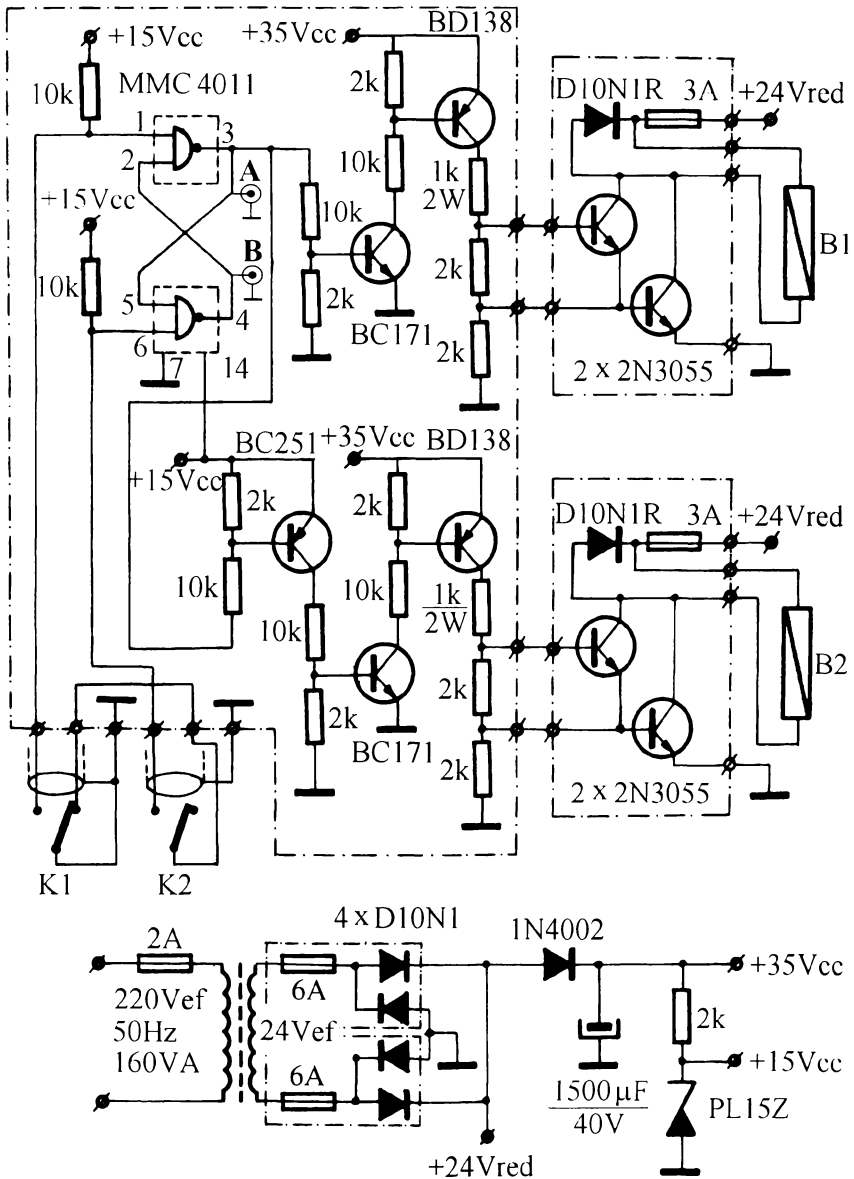 +15Vcc
+35Vcc
BD138
10k
MMC 4011
2k
D10N1R
3A
+24Vred
1
3
2
A
10k
1k
2W
+15Vcc
10k
B
B1
10k
5
4
2k
2k
6
BC171
7
14
2k
2 x 2N3055
BC251
+35Vcc
BD138
+15Vcc
2k
2k
D10N1R
3A
+24Vred
10k
10k
10k
1k
2W
B2
2k
2k
BC171
2k
2 x 2N3055
K1
K2
4 x D10N1
1N4002
2A
+35Vcc
6A
220Vef
50Hz
160VA
24Vef
2k
+15Vcc
6A
1500 µF
40V
PL15Z
+24Vred